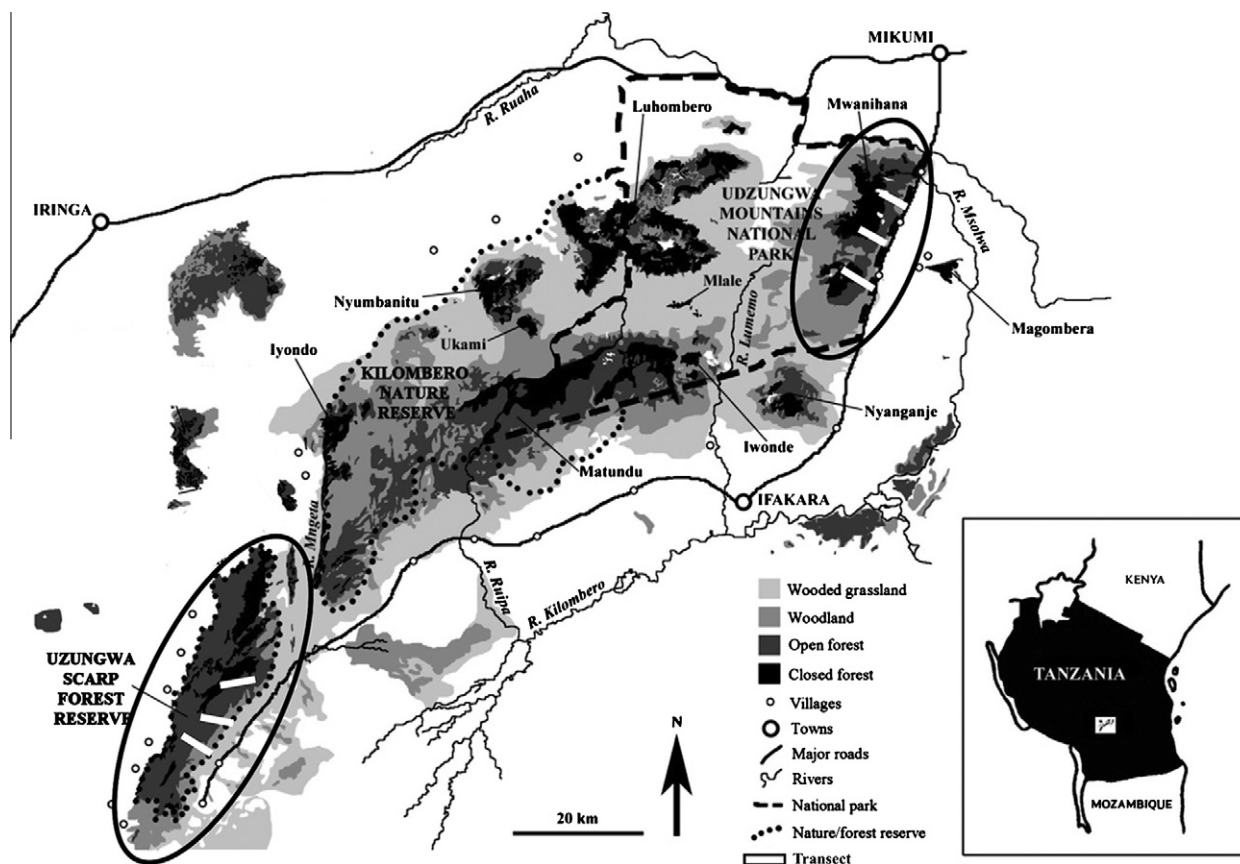 MIKUMI
R. Ruaha
Luhombero
Mwanihana
IRINGA
UDZUNGWA
MOUNTAINS
NATIONAL
PARK
R. Msolwa
Nyumbanitu
Mlale
Magombera
Ukami
R. Lumemo
Iyondo
KILOMBERO
NATURE
RESERVE
Nyanganje
Iwonde
Matundu
IFAKARA
R. Mngeta
R. Ruipa
R. Kilombero
UZUNGWA
SCARP
FOREST
RESERVE
N
20 km
Wooded grassland
Woodland
Open forest
Closed forest
Villages
Towns
Major roads
Rivers
National park
Nature/forest reserve
Transect
KENYA
TANZANIA
MOZAMBIQUE